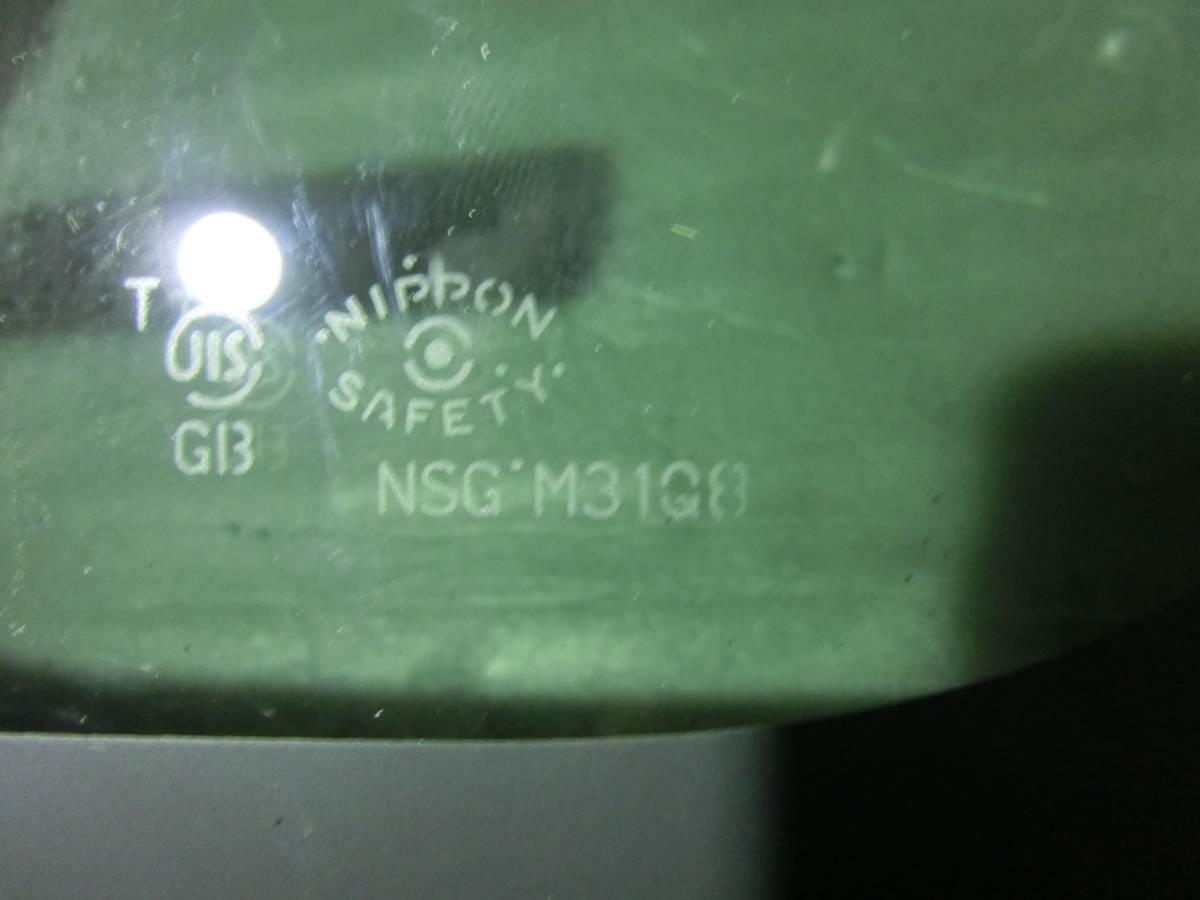 T
JIS
GB
NIPPON
SAFETY
NSG M31Q8